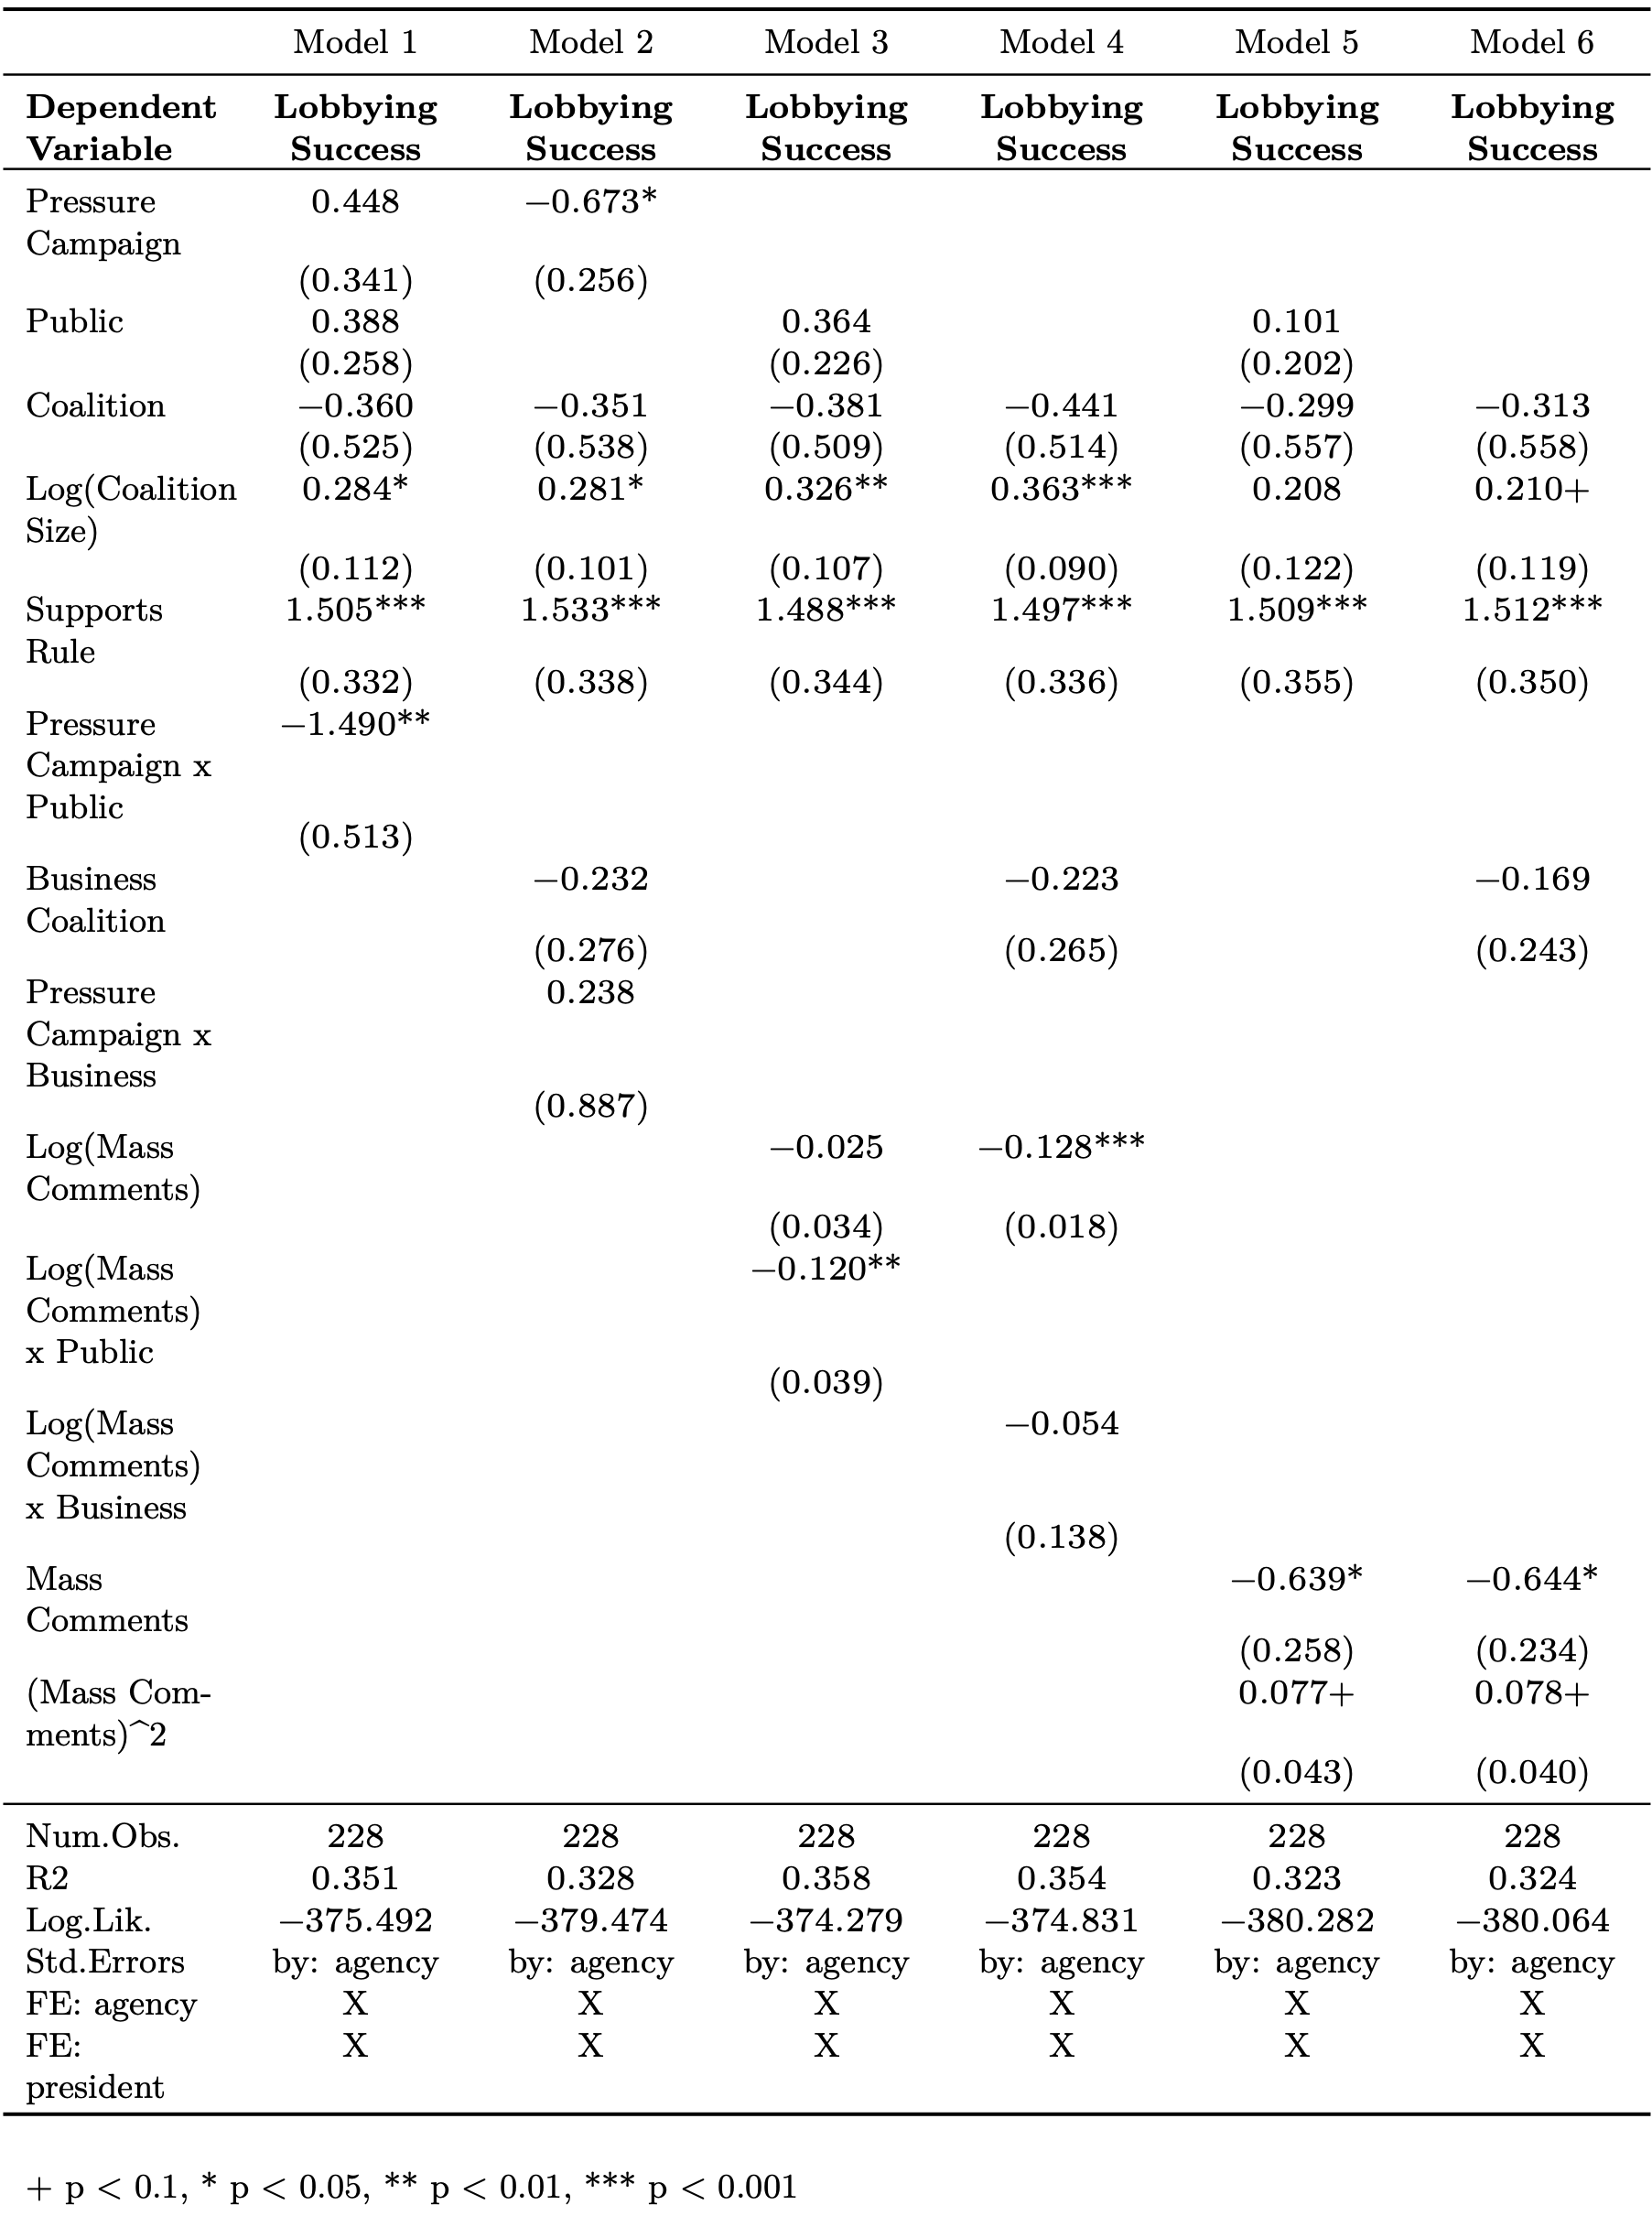 Model 1 Model 2 Model 3 Model 4 Model 5 Model 6
Dependent Lobbying Lobbying Lobbying Lobbying Lobbying Lobbying
Variable Success Success Success Success Success Success
Pressure 0.448 −0.673*
Campaign
(0.341) (0.256)
Public 0.388 0.364 0.101
(0.258) (0.226) (0.202)
Coalition −0.360 −0.351 −0.381 −0.441 −0.299 −0.313
(0.525) (0.538) (0.509) (0.514) (0.557) (0.558)
Log(Coalition 0.284* 0.281* 0.326** 0.363*** 0.208 0.210+
Size)
(0.112) (0.101) (0.107) (0.090) (0.122) (0.119)
Supports 1.505*** 1.533*** 1.488*** 1.497*** 1.509*** 1.512***
Rule
(0.332) (0.338) (0.344) (0.336) (0.355) (0.350)
Pressure −1.490**
Campaign x
Public
(0.513)
Business −0.232 −0.223 −0.169
Coalition
(0.276) (0.265) (0.243)
Pressure 0.238
Campaign x
Business
(0.887)
Log(Mass −0.025 −0.128***
Comments)
(0.034) (0.018)
Log(Mass −0.120**
Comments)
x Public
(0.039)
Log(Mass −0.054
Comments)
x Business
(0.138)
Mass −0.639* −0.644*
Comments
(0.258) (0.234)
(Mass Com- 0.077+ 0.078+
ments)^2
(0.043) (0.040)
Num.Obs. 228 228 228 228 228 228
R2 0.351 0.328 0.358 0.354 0.323 0.324
Log.Lik. −375.492 −379.474 −374.279 −374.831 −380.282 −380.064
Std.Errors by: agency by: agency by: agency by: agency by: agency by: agency
FE: agency X X X X X X
FE: X X X X X X
president
+ p < 0.1, * p < 0.05, ** p < 0.01, *** p < 0.001